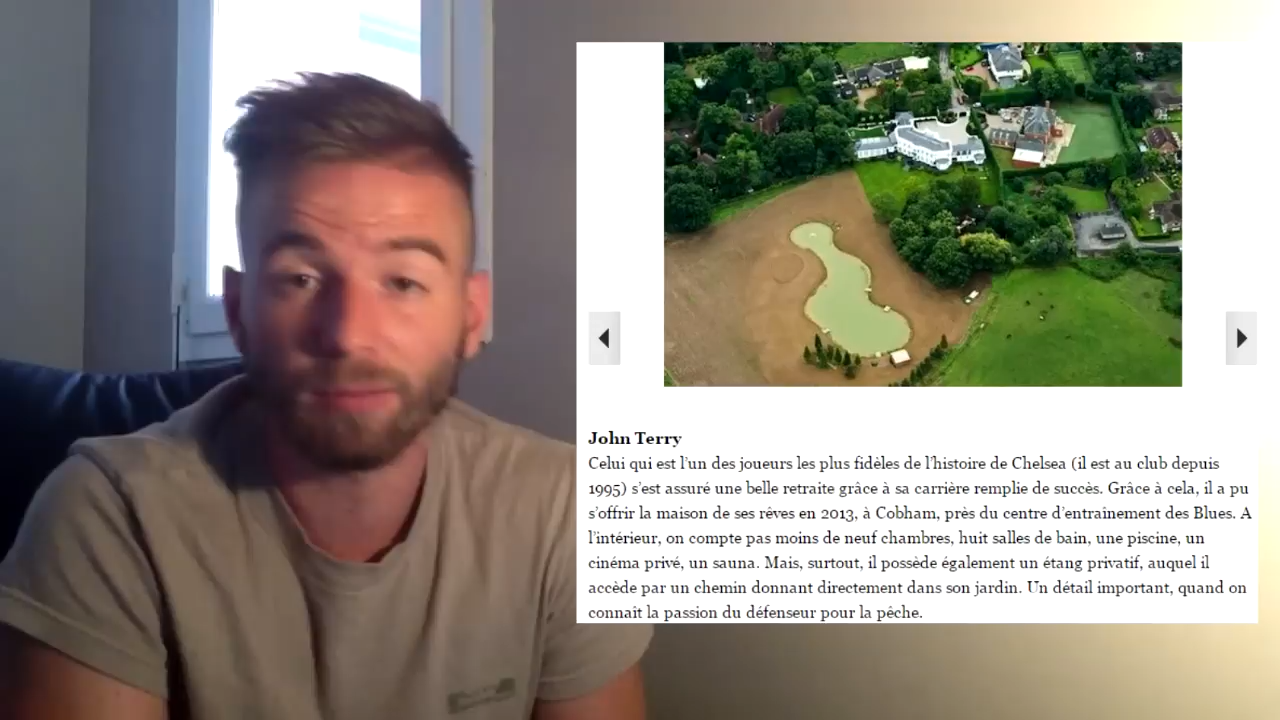 John Terry
Celui qui est l'un des joueurs les plus fidèles de l'histoire de Chelsea (il est au club depuis
1995) s'est assuré une belle retraite grâce à sa carrière remplie de succès. Grâce à cela, il a pu
s'offrir la maison de ses rêves en 2013, à Cobham, près du centre d'entraînement des Blues. A
l'intérieur, on compte pas moins de neuf chambres, huit salles de bain, une piscine, un
cinéma privé, un sauna. Mais, surtout, il possède également un étang privatif, auquel il
accède par un chemin donnant directement dans son jardin. Un détail important, quand on
connaît la passion du défenseur pour la pêche.